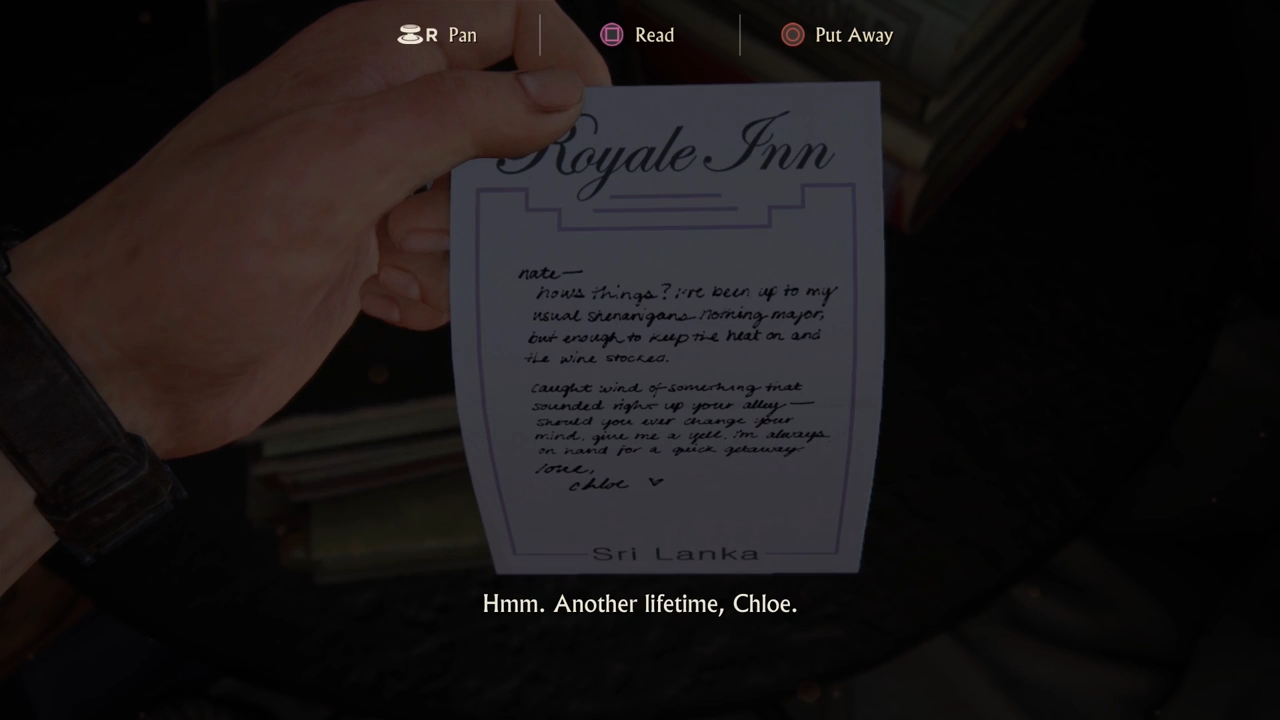 R Pan
Read
Put Away
Royale Inn
nate—
hows things? i've been up to my
usual shenanigans. nothing major,
but enough to keep the heat on and
the wine stocked.
caught wind of something that
sounded right up your alley—
should you ever change your
mind, give me a yell. i'm always
on hand for a quick getaway.
love,
chloe
Sri Lanka
Hmm. Another lifetime, Chloe.